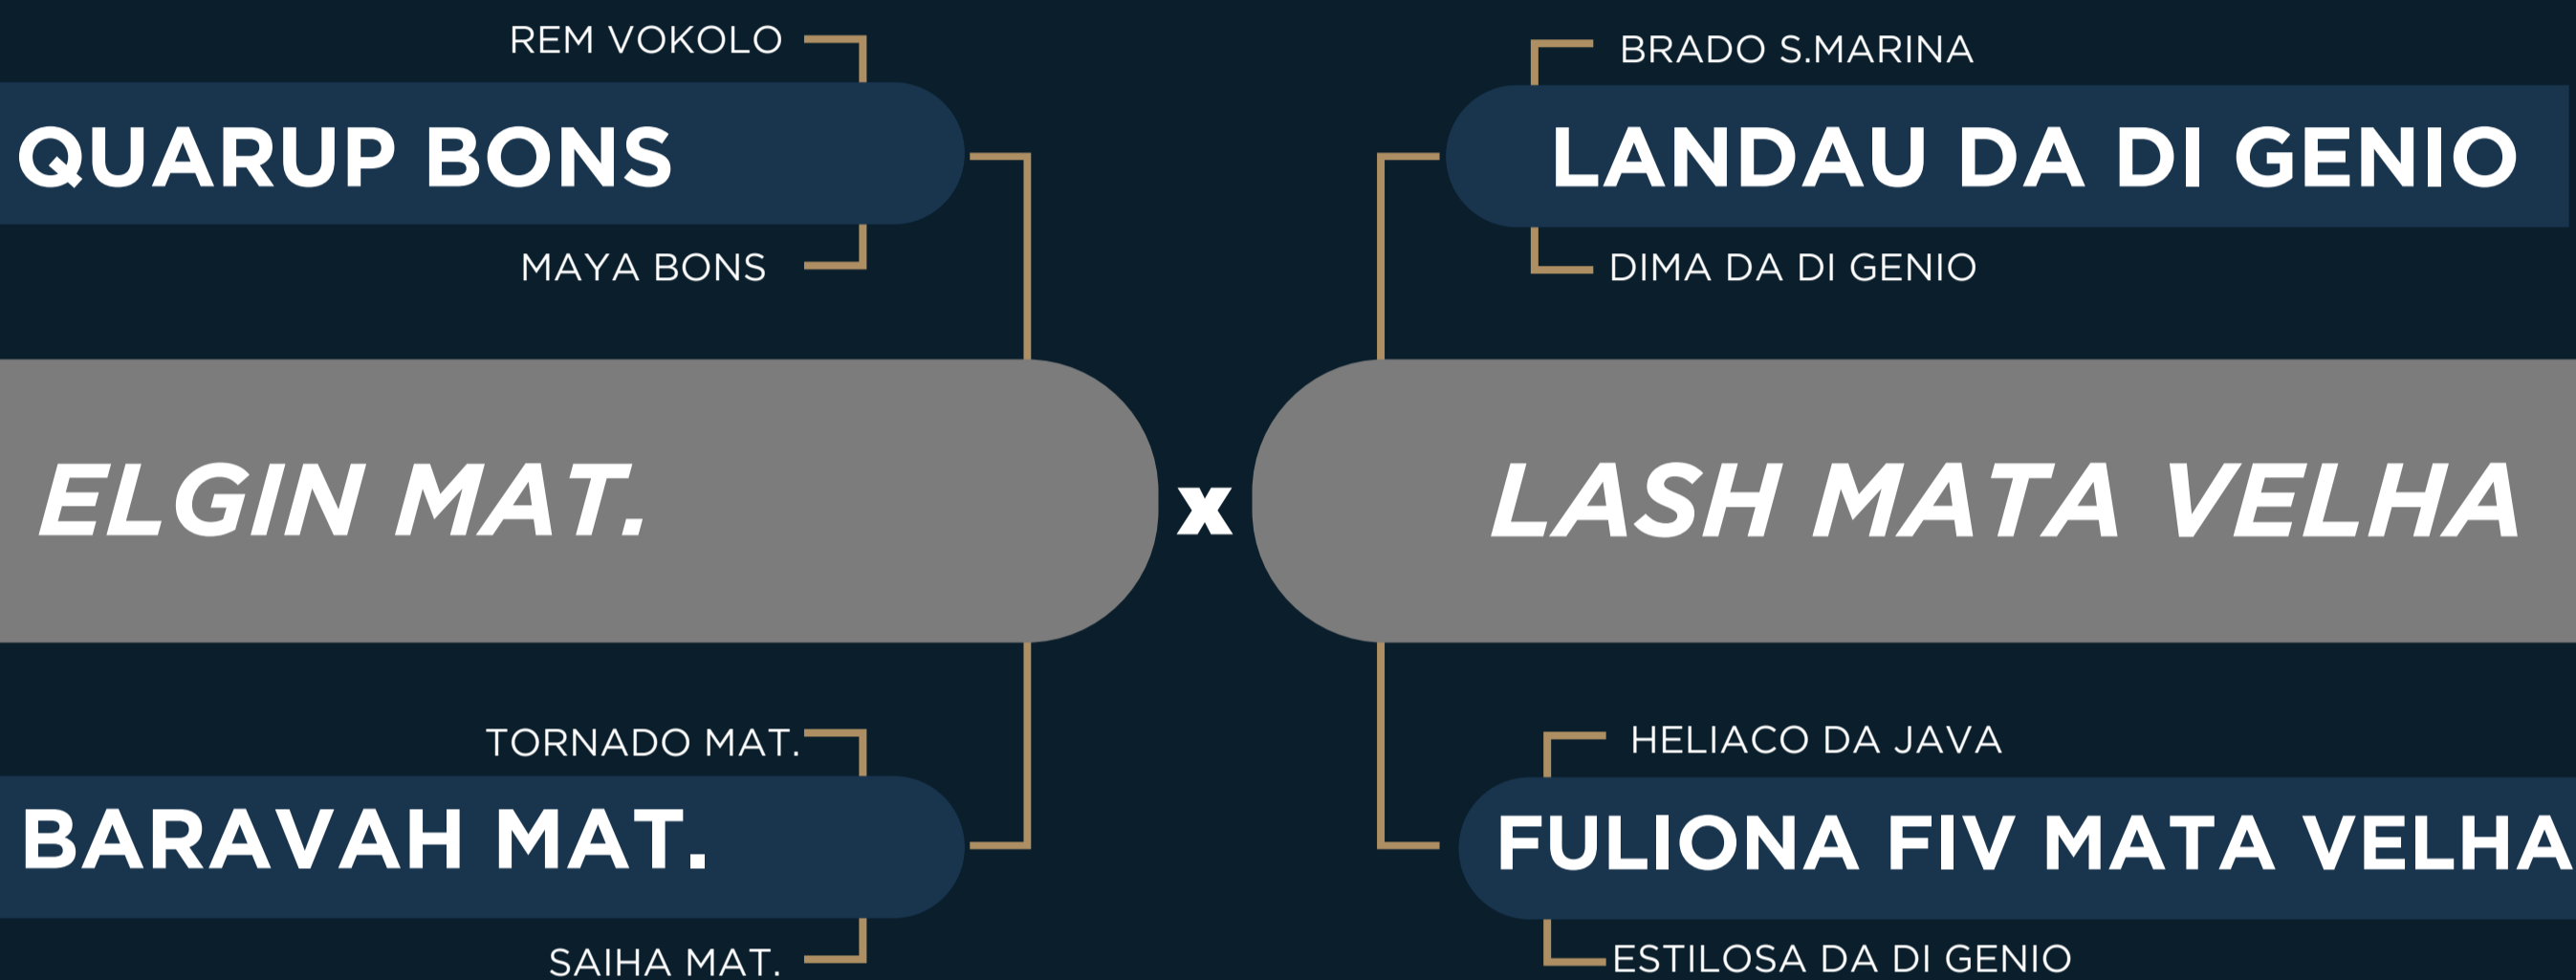 REM VOKOLO
QUARUP BONS
MAYA BONS
BRADO S.MARINA
LANDAU DA DI GENIO
DIMA DA DI GENIO
ELGIN MAT.
x
LASH MATA VELHA
TORNADO MAT.
BARAVAH MAT.
SAIHA MAT.
HELIACO DA JAVA
FULIONA FIV MATA VELHA
ESTILOSA DA DI GENIO